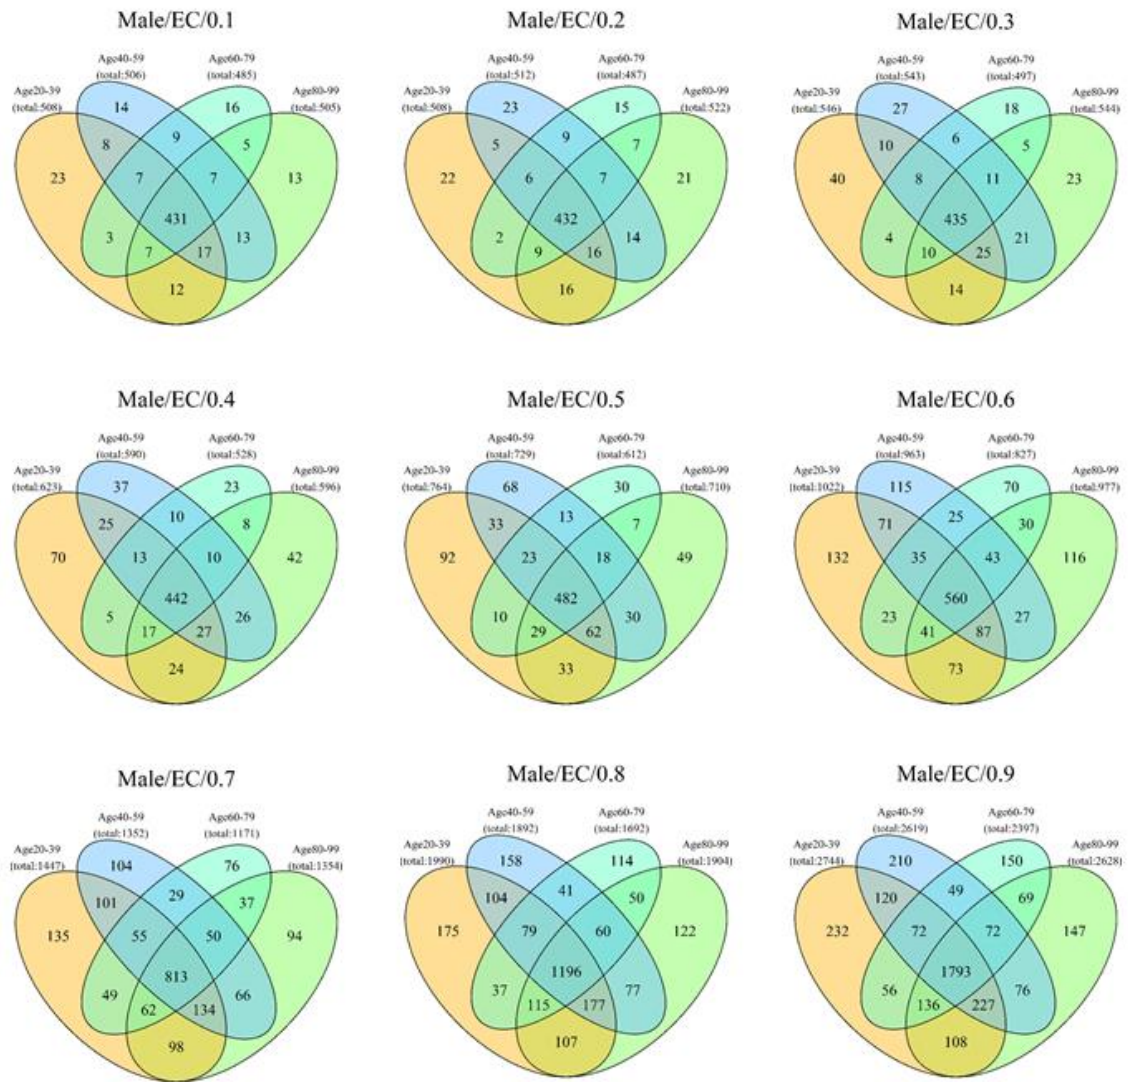 Male/EC/0.1 Male/EC/0.2 Male/EC/0.3
Age40-59 Age60-79 Age40-59 Age60-79 Age40-59 Age60-79
(total:506) (total:485) (total:512) (total:487) (total:543) (total:497)
Age20-39 Age80-99 Age20-39 Age80-99 Age20-39 Age80-99
(total:508) (total:505) (total:508) (total:522) (total:546) (total:544)
14 16 23 15 27 18
8 9 5 5 9 7 10 6 5
23 7 7 13 22 6 7 21 40 8 11 23
431 432 435
3 13 2 14 4 21
7 17 9 16 10 25
12 16 14
Male/EC/0.4 Male/EC/0.5 Male/EC/0.6
Age40-59 Age60-79 Age40-59 Age60-79 Age40-59 Age60-79
(total:590) (total:528) (total:729) (total:612) (total:963) (total:827)
Age20-39 Age80-99 Age20-39 Age80-99 Age20-39 Age80-99
(total:623) (total:596) (total:764) (total:710) (total:1022) (total:977)
37 23 68 30 115 70
25 10 8 33 13 7 71 25 30
70 13 10 42 92 23 18 49 132 35 43 116
442 482 560
5 26 10 30 23 27
17 27 29 62 41 87
24 33 73
Male/EC/0.7 Male/EC/0.8 Male/EC/0.9
Age40-59 Age60-79 Age40-59 Age60-79 Age40-59 Age60-79
(total:1352) (total:1171) (total:1892) (total:1692) (total:2619) (total:2397)
Age20-39 Age80-99 Age20-39 Age80-99 Age20-39 Age80-99
(total:1447) (total:1354) (total:1990) (total:1904) (total:2744) (total:2628)
104 76 158 114 210 150
101 29 37 104 41 50 120 49 69
135 55 50 94 175 79 60 122 232 72 72 147
813 1196 1793
49 66 37 77 56 76
62 134 115 177 136 227
98 107 108